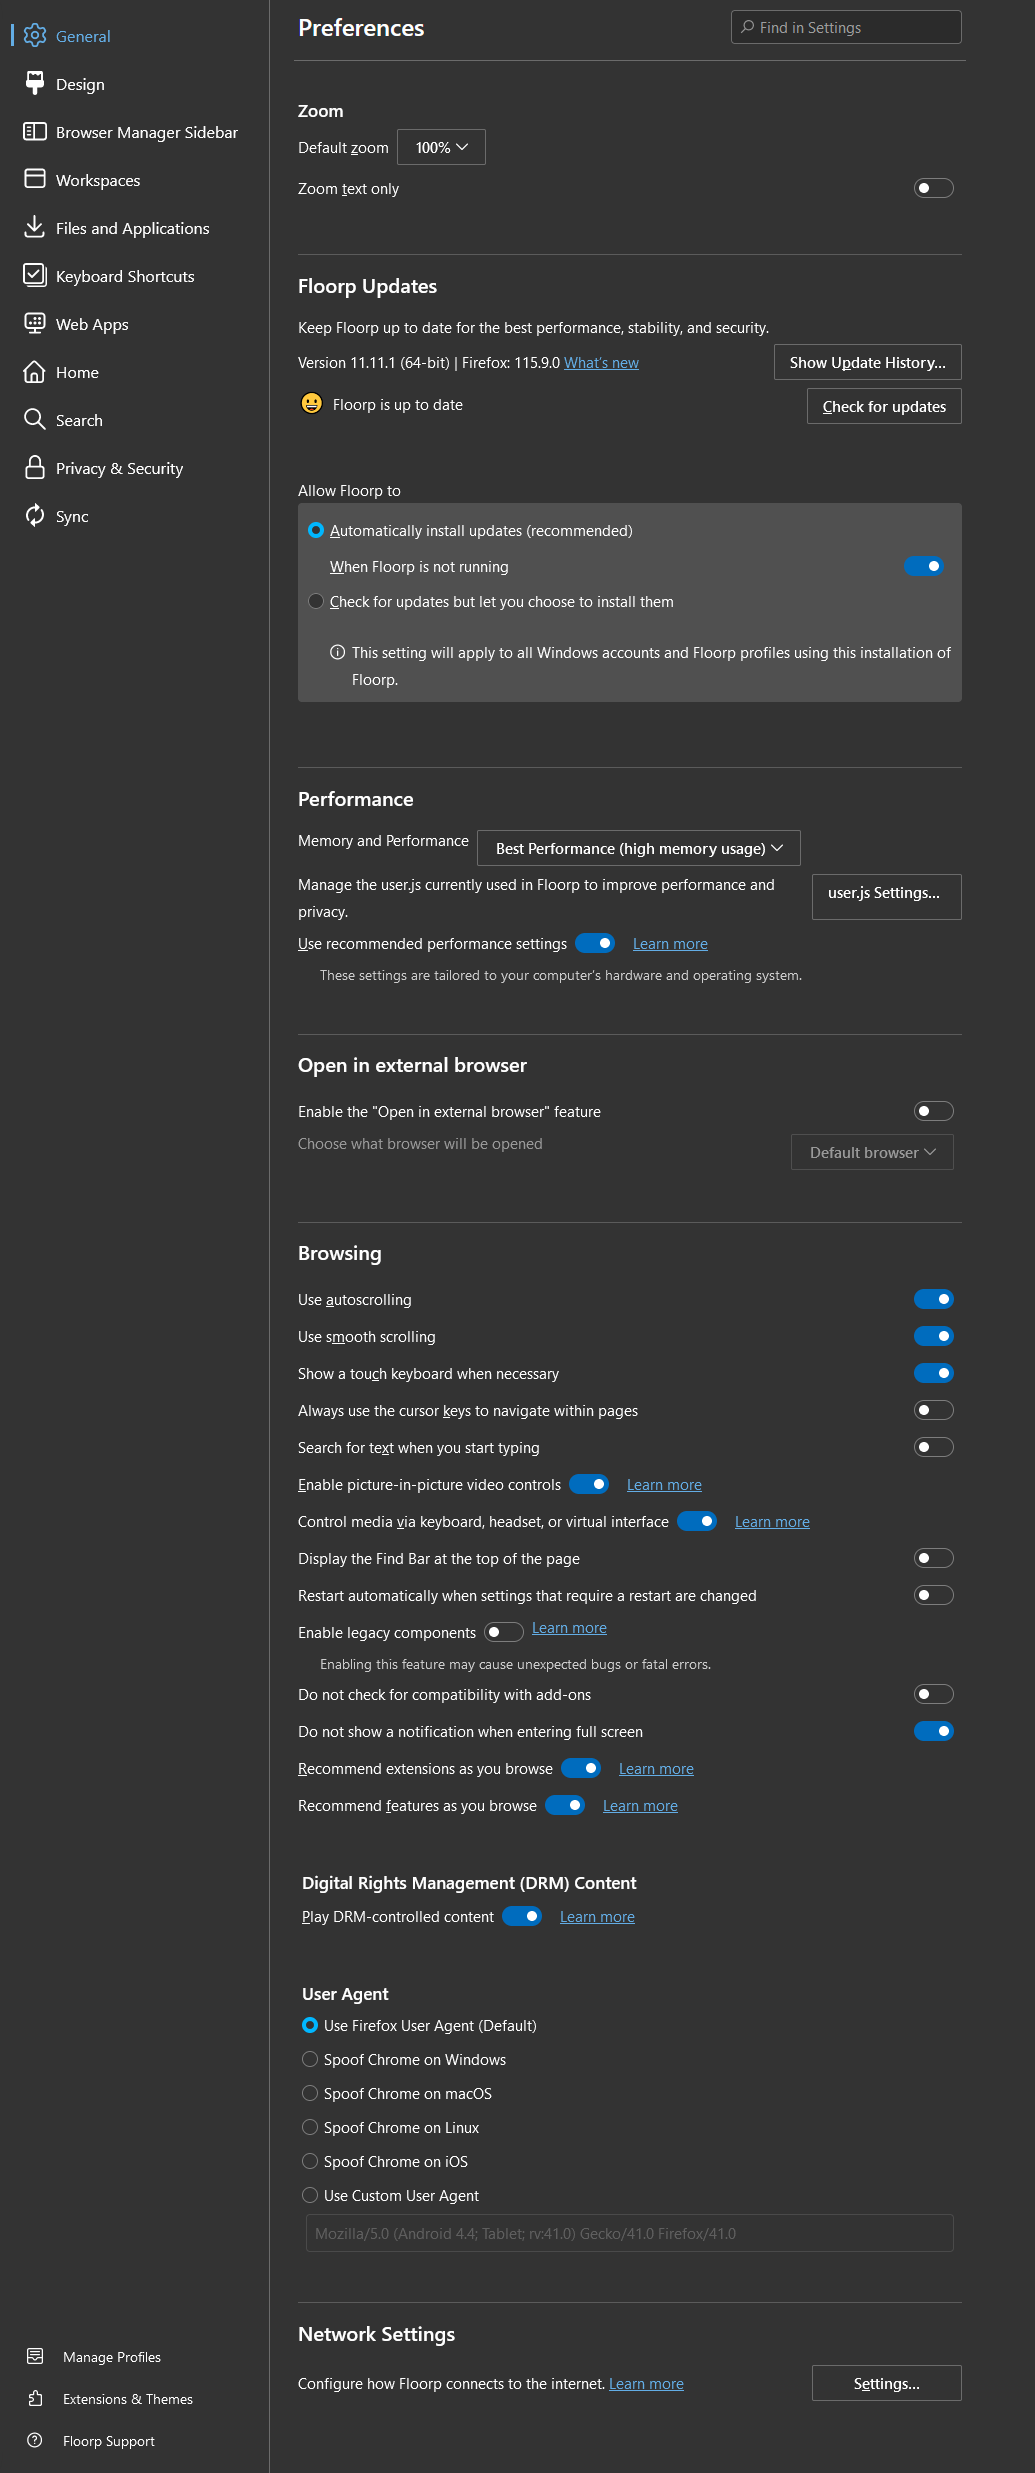 General
Design
Browser Manager Sidebar
Workspaces
Files and Applications
Keyboard Shortcuts
Web Apps
Home
Search
Privacy & Security
Sync
Manage Profiles
Extensions & Themes
Floorp Support
Preferences
Find in Settings
Zoom
Default zoom 100%
Zoom text only
Floorp Updates
Keep Floorp up to date for the best performance, stability, and security.
Version 11.11.1 (64-bit) | Firefox: 115.9.0 What's new Show Update History...
Floorp is up to date Check for updates
Allow Floorp to
Automatically install updates (recommended)
When Floorp is not running
Check for updates but let you choose to install them
This setting will apply to all Windows accounts and Floorp profiles using this installation of
Floorp.
Performance
Memory and Performance Best Performance (high memory usage)
Manage the user.js currently used in Floorp to improve performance and
privacy.
user.js Settings...
Use recommended performance settings Learn more
These settings are tailored to your computer's hardware and operating system.
Open in external browser
Enable the "Open in external browser" feature
Choose what browser will be opened Default browser
Browsing
Use autoscrolling
Use smooth scrolling
Show a touch keyboard when necessary
Always use the cursor keys to navigate within pages
Search for text when you start typing
Enable picture-in-picture video controls Learn more
Control media via keyboard, headset, or virtual interface Learn more
Display the Find Bar at the top of the page
Restart automatically when settings that require a restart are changed
Enable legacy components Learn more
Enabling this feature may cause unexpected bugs or fatal errors.
Do not check for compatibility with add-ons
Do not show a notification when entering full screen
Recommend extensions as you browse Learn more
Recommend features as you browse Learn more
Digital Rights Management (DRM) Content
Play DRM-controlled content Learn more
User Agent
Use Firefox User Agent (Default)
Spoof Chrome on Windows
Spoof Chrome on macOS
Spoof Chrome on Linux
Spoof Chrome on iOS
Use Custom User Agent
Mozilla/5.0 (Android 4.4; Tablet; rv:41.0) Gecko/41.0 Firefox/41.0
Network Settings
Configure how Floorp connects to the internet. Learn more Settings...